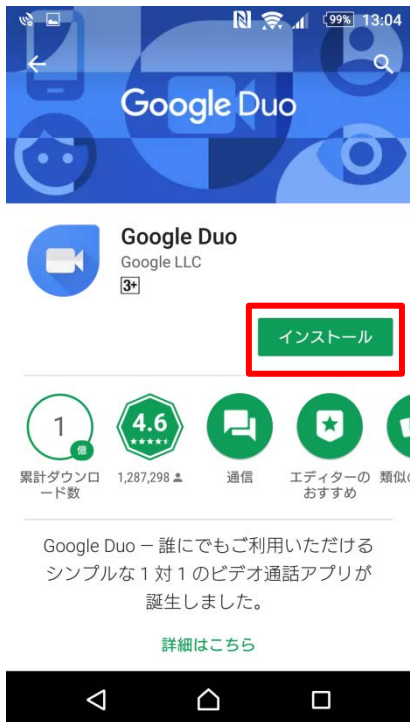 99% 13:04
Google Duo
Google Duo
Google LLC
3+
インストール
1
億
4.6
累計ダウンロ
ード数
1,287,298
通信
エディターの
おすすめ
類似の
Google Duo – 誰にでもご利用いただける
シンプルな 1 対 1 のビデオ通話アプリが
誕生しました。
詳細はこちら